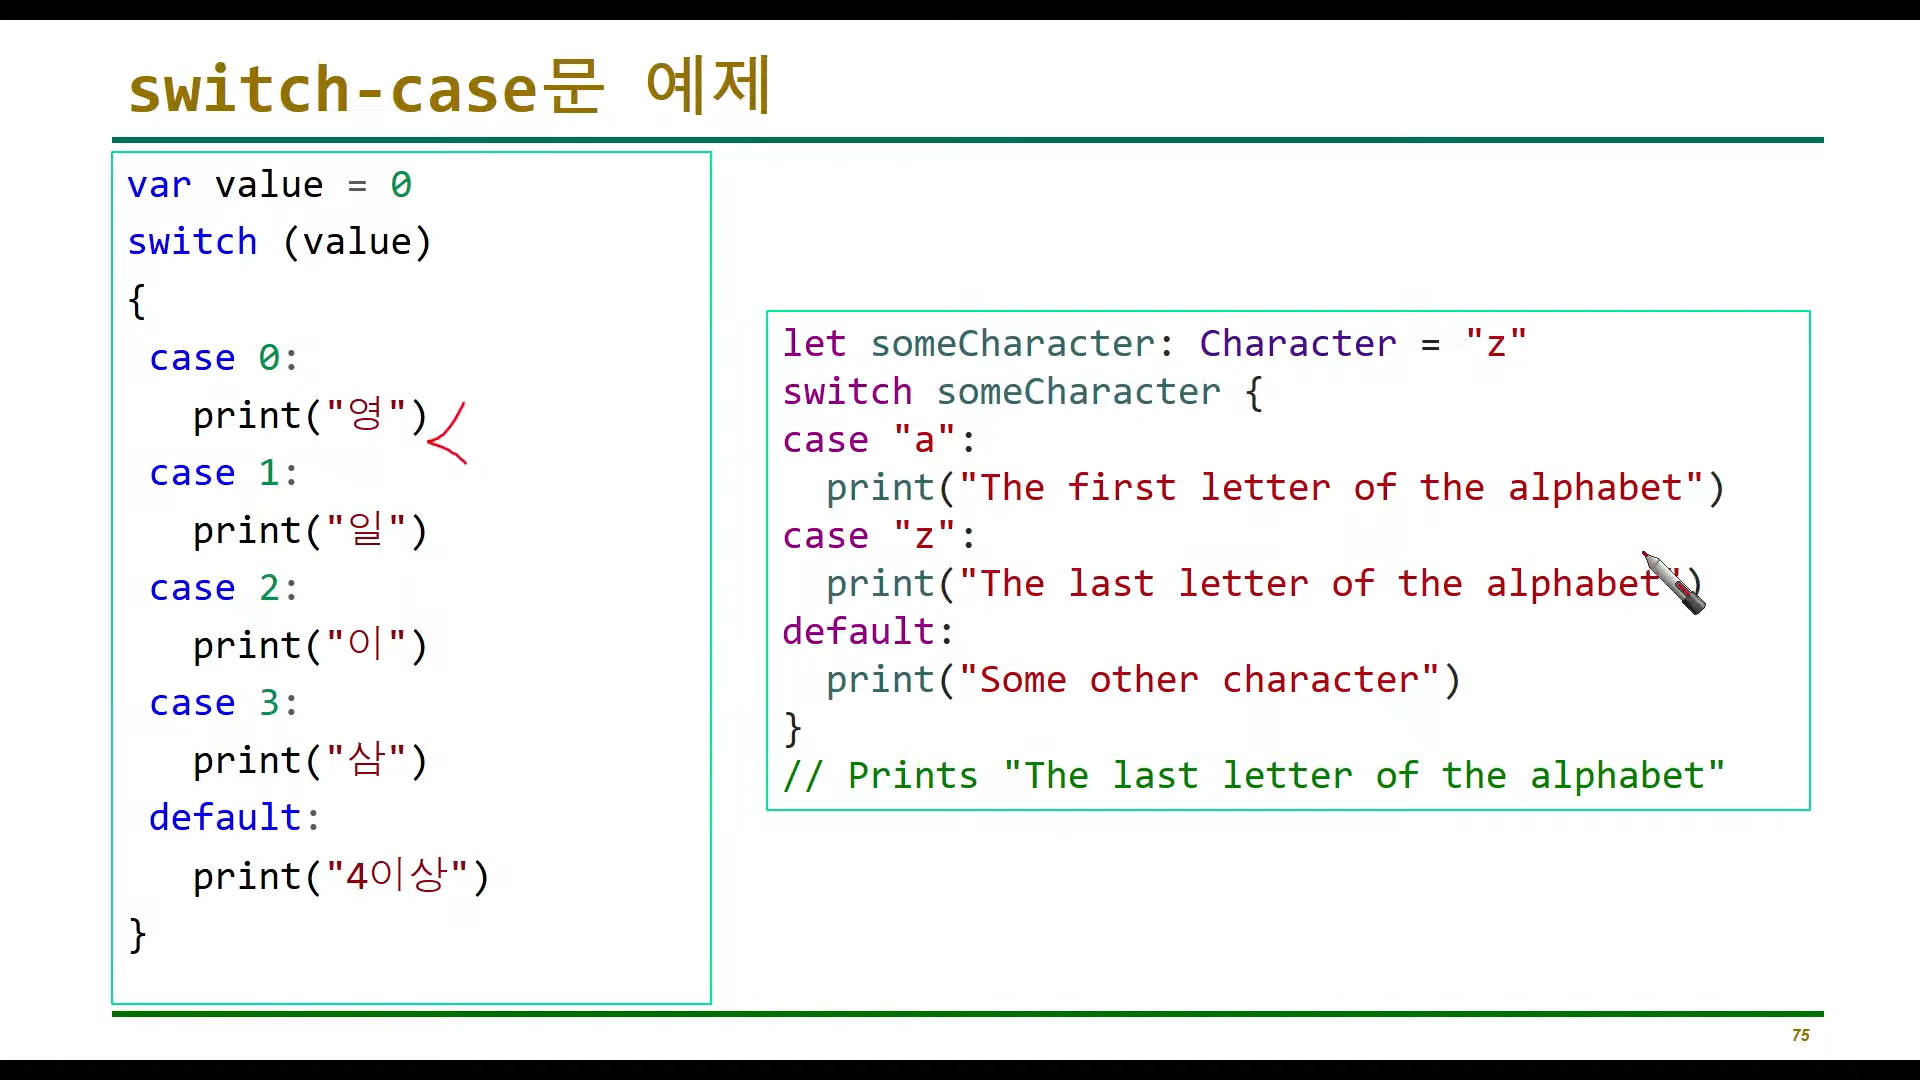 switch-case문 예제
var value = 0
switch (value)
{
case 0:
print("영")
case 1:
print("일")
case 2:
print("이")
case 3:
print("삼")
default:
print("4이상")
}
let someCharacter: Character = "z"
switch someCharacter {
case "a":
print("The first letter of the alphabet")
case "z":
print("The last letter of the alphabet")
default:
print("Some other character")
}
// Prints "The last letter of the alphabet"
75